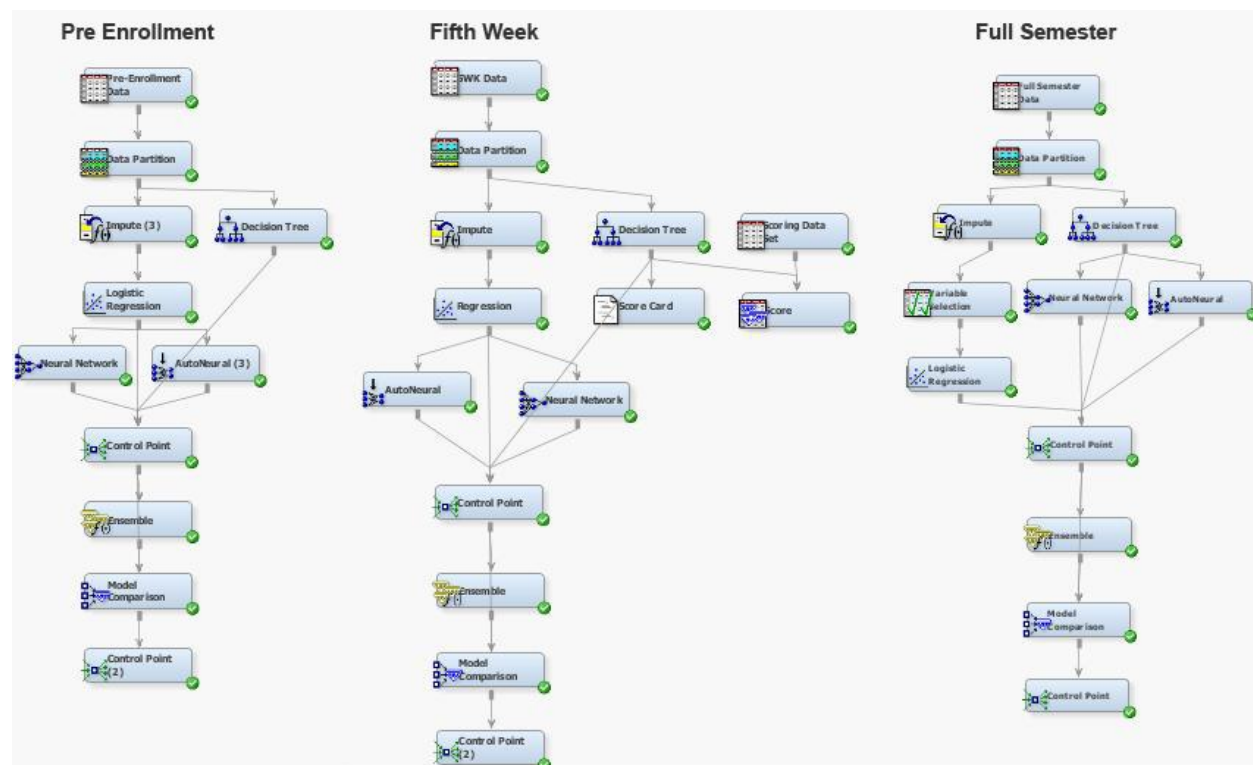 Pre Enrollment
Pre-Enrollment
Data
Data Partition
Impute (3)
Decision Tree
Logistic
Regression
Neural Network
AutoNeural (3)
Control Point
Ensemble
Model
Comparison
Control Point
(2)
Fifth Week
5WK Data
Data Partition
Impute
Decision Tree
Scoring Data
Set
Regression
Score Card
Score
AutoNeural
Neural Network
Control Point
Ensemble
Model
Comparison
Control Point
(2)
Full Semester
Full Semester
Data
Data Partition
Impute
Decision Tree
Variable
Selection
Neural Network
AutoNeural
Logistic
Regression
Control Point
Ensemble
Model
Comparison
Control Point